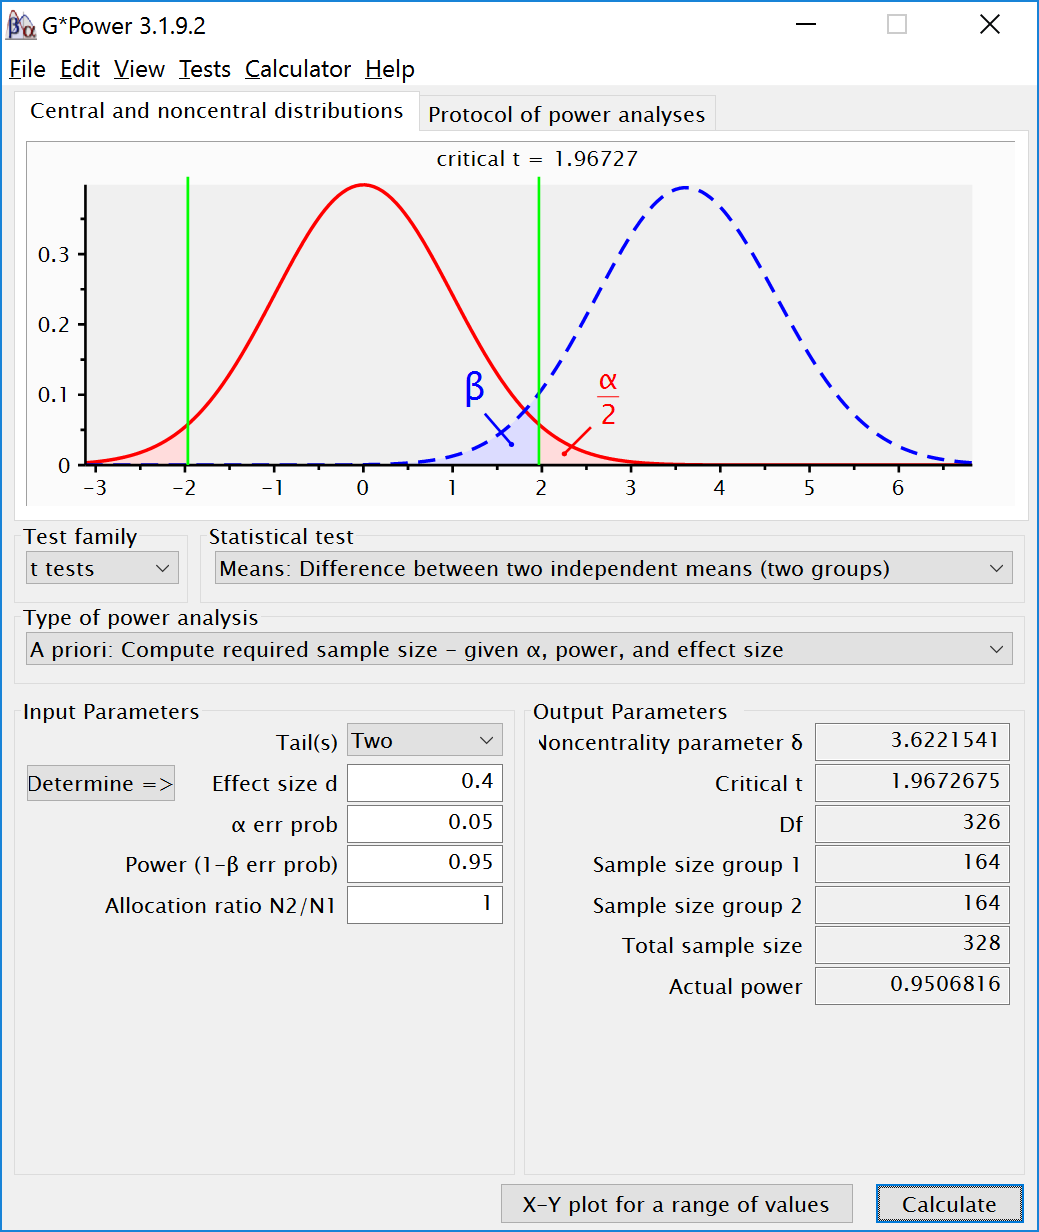 G*Power 3.1.9.2
File Edit View Tests Calculator Help
Central and noncentral distributions Protocol of power analyses
critical t = 1.96727
0.3
0.2
0.1
0
β
α
2
-3 -2 -1 0 1 2 3 4 5 6
Test family Statistical test
t tests Means: Difference between two independent means (two groups)
Type of power analysis
A priori: Compute required sample size - given α, power, and effect size
Input Parameters
Tail(s) Two
Determine => Effect size d 0.4
α err prob 0.05
Power (1-β err prob) 0.95
Allocation ratio N2/N1 1
Output Parameters
Noncentrality parameter δ 3.6221541
Critical t 1.9672675
Df 326
Sample size group 1 164
Sample size group 2 164
Total sample size 328
Actual power 0.9506816
X-Y plot for a range of values Calculate